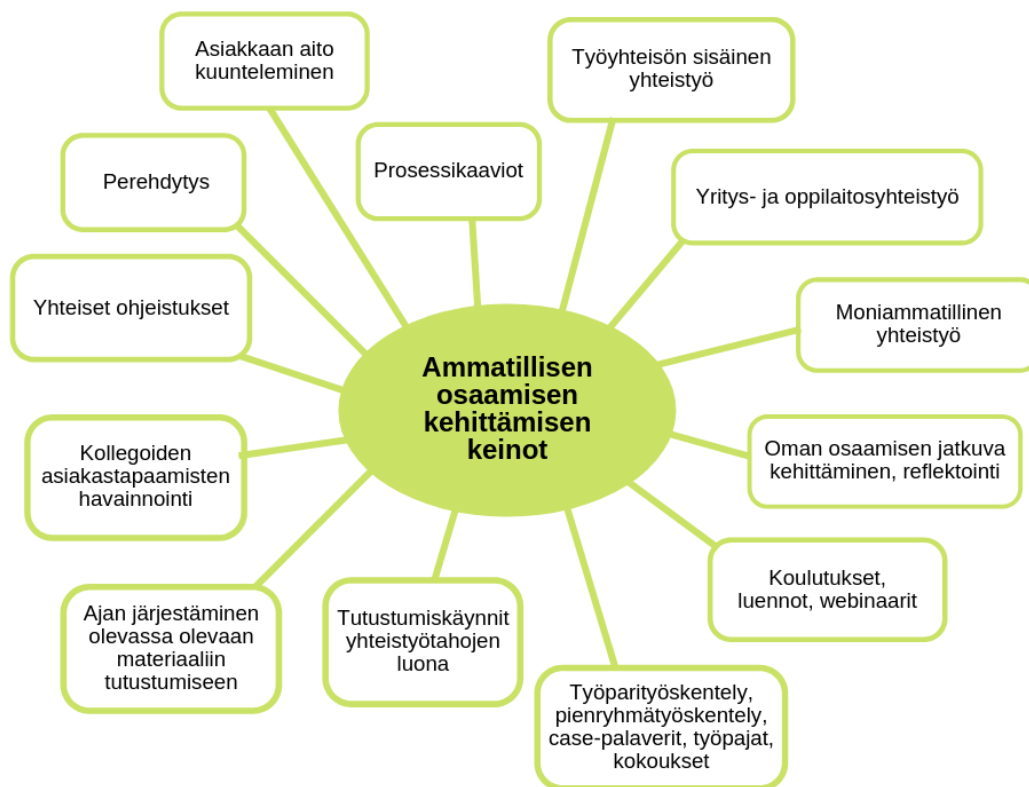 Asiakkaan aito
kuunteleminen
Työyhteisön sisäinen
yhteistyö
Prosessikaaviot
Perehdytys
Yritys- ja oppilaitosyhteistyö
Yhteiset ohjeistukset
Moniammatillinen
yhteistyö
Ammatillisen
osaamisen
kehittämisen
keinot
Kollegoiden
asiakastapaamisten
havainnointi
Oman osaamisen jatkuva
kehittäminen, reflektointi
Koulutukset,
luennot, webinaarit
Ajan järjestäminen
olevassa olevaan
materiaaliin
tutustumiseen
Tutustumiskäynnit
yhteistyötahojen
luona
Työparityöskentely,
pienryhmätyöskentely,
case-palaverit, työpajat,
kokoukset